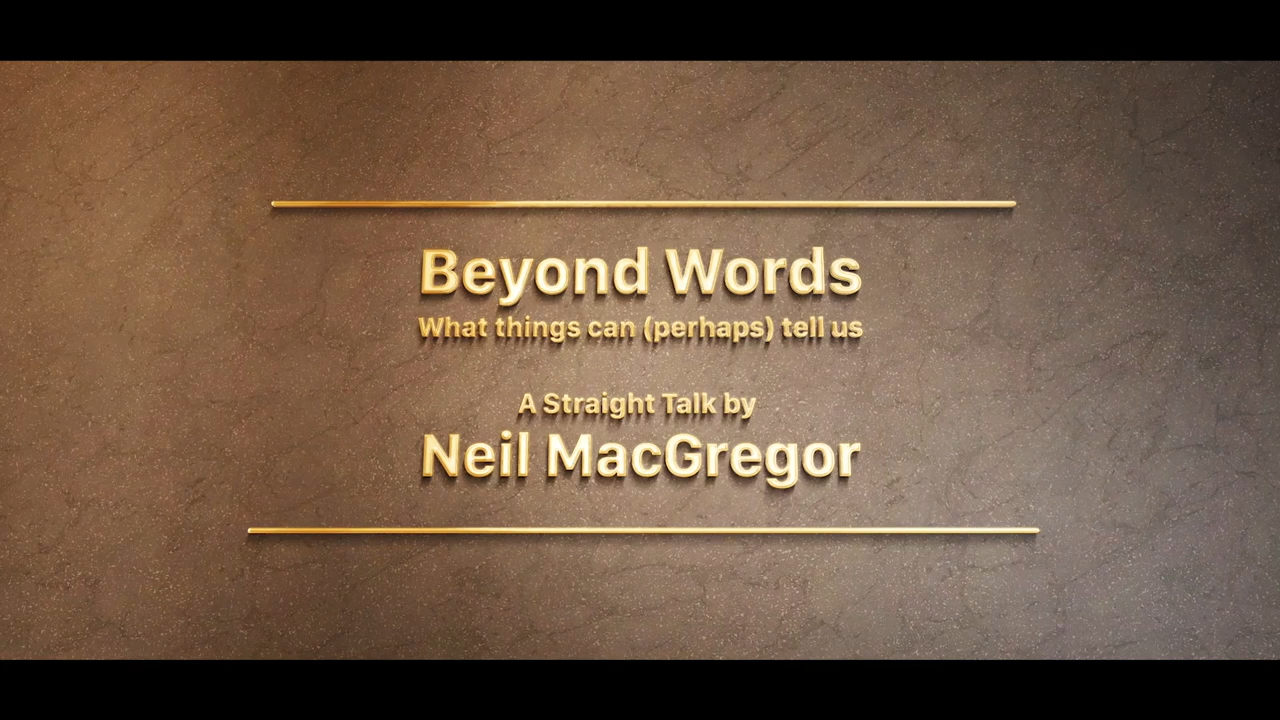 Beyond Words
What things can (perhaps) tell us
A Straight Talk by
Neil MacGregor